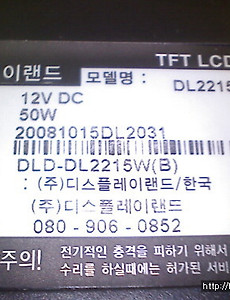 TFT LCD
이랜드 모델명 : DL2215
12V DC
50W
20081015DL2031
DLD-DL2215W(B)
: (주)디스플레이랜드/한국
(주)디스플레이랜드
080-906-0852
주의! 전기적인 충격을 피하기 위해서
수리를 하실때에는 허가된 서비